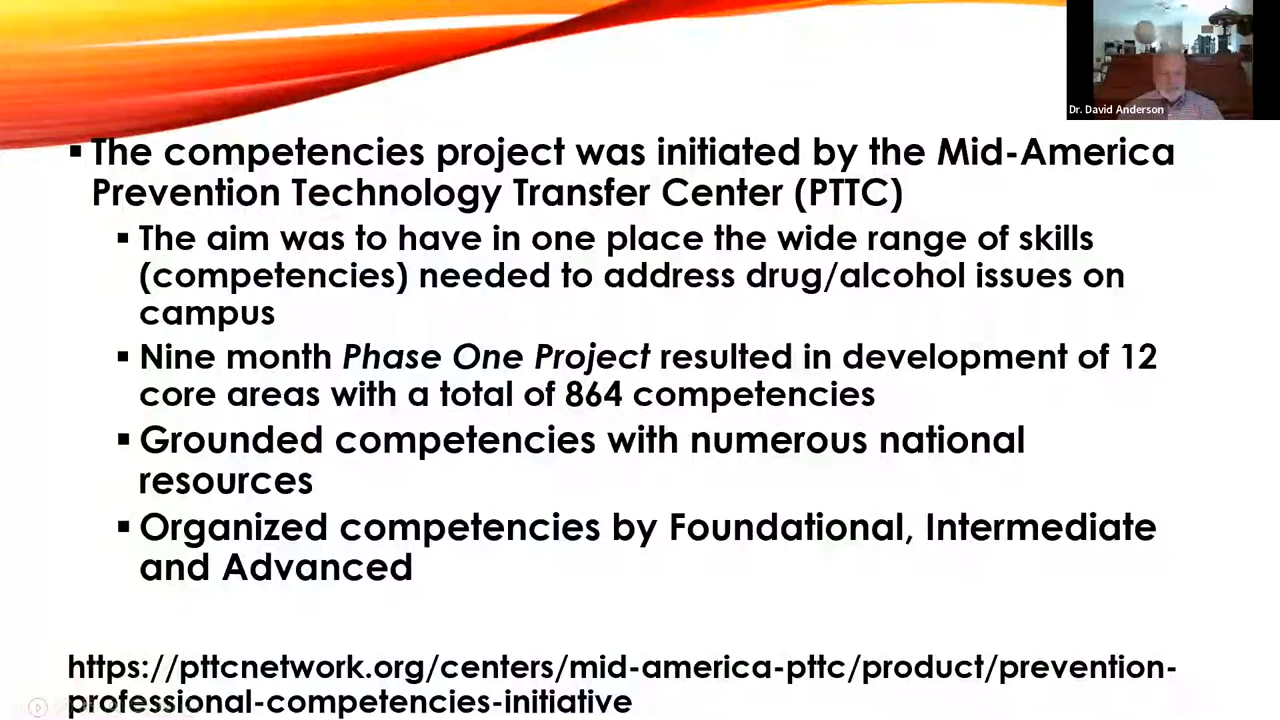 Dr. David Anderson
▪ The competencies project was initiated by the Mid-America
Prevention Technology Transfer Center (PTTC)
▪ The aim was to have in one place the wide range of skills
(competencies) needed to address drug/alcohol issues on
campus
▪ Nine month Phase One Project resulted in development of 12
core areas with a total of 864 competencies
▪ Grounded competencies with numerous national
resources
▪ Organized competencies by Foundational, Intermediate
and Advanced
https://pttcnetwork.org/centers/mid-america-pttc/product/prevention-
professional-competencies-initiative